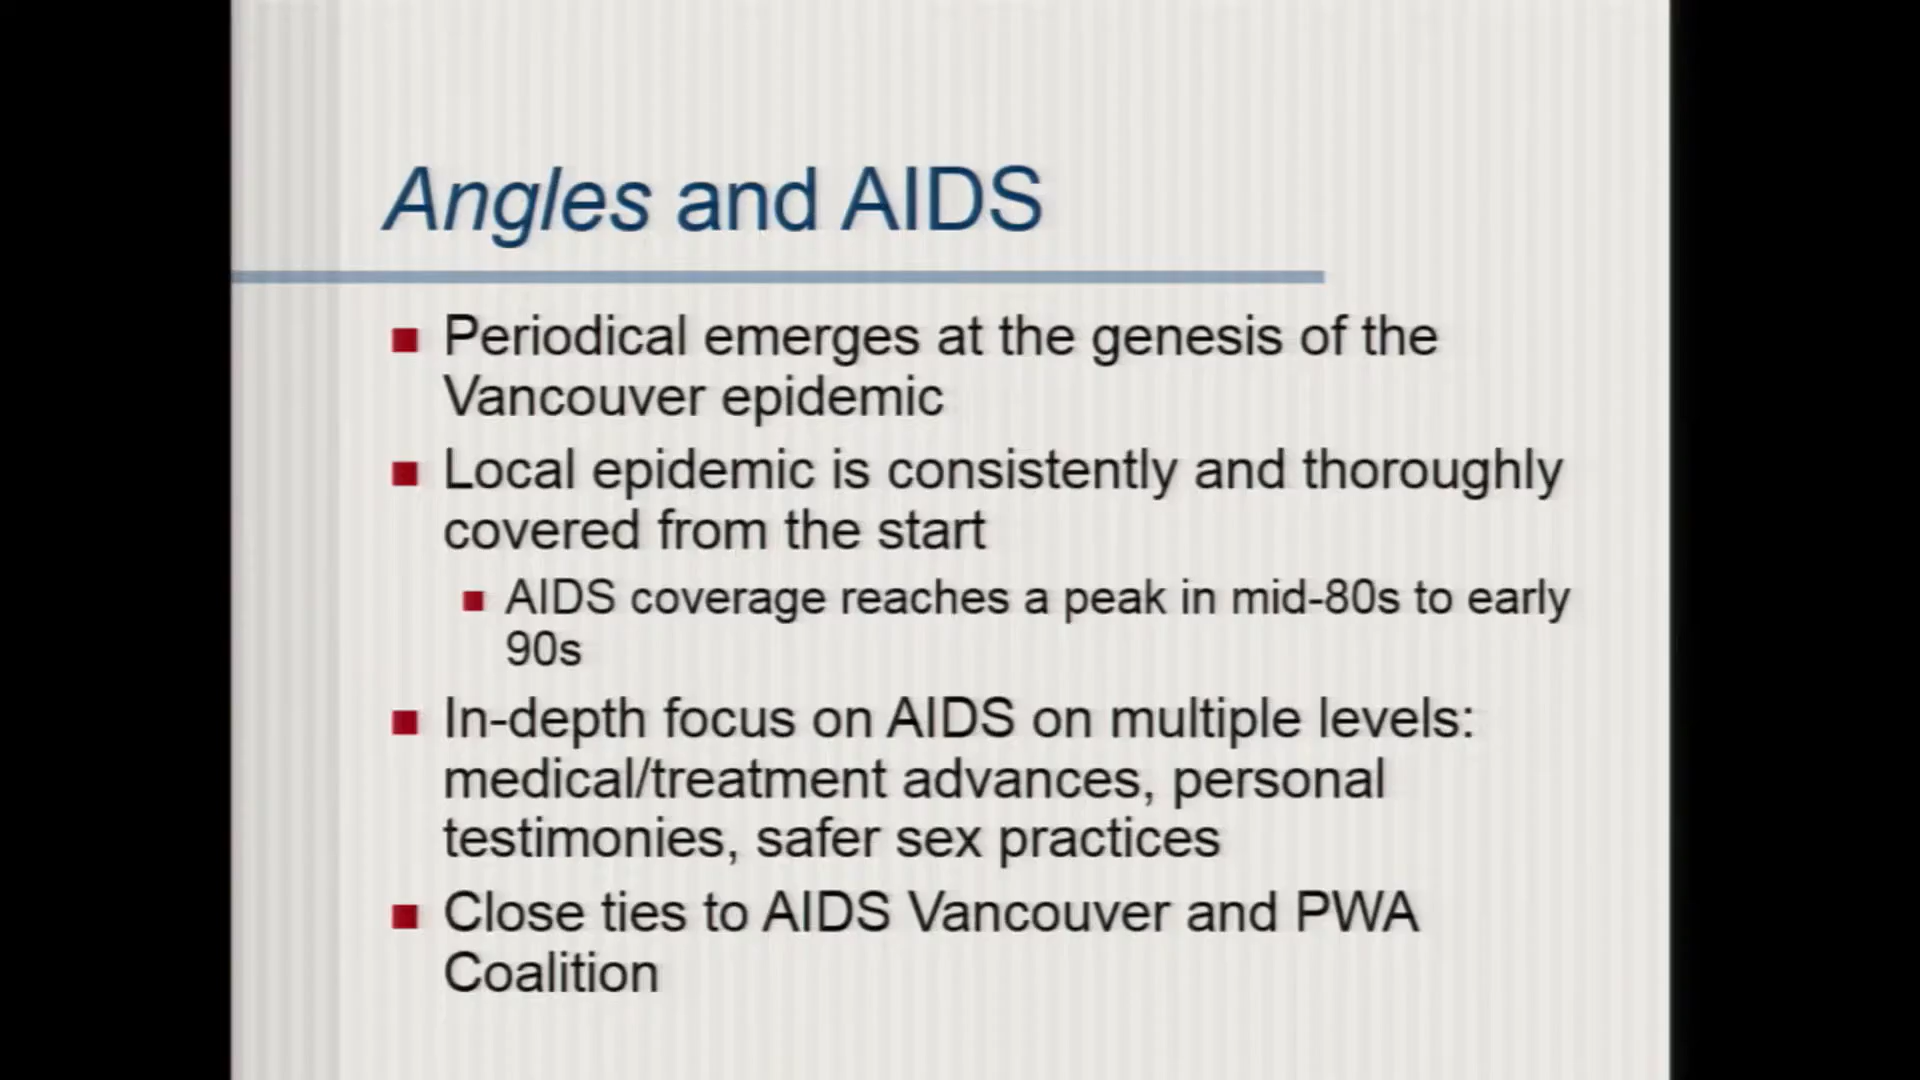 Angles and AIDS
Periodical emerges at the genesis of the
Vancouver epidemic
Local epidemic is consistently and thoroughly
covered from the start
AIDS coverage reaches a peak in mid-80s to early
90s
In-depth focus on AIDS on multiple levels:
medical/treatment advances, personal
testimonies, safer sex practices
Close ties to AIDS Vancouver and PWA
Coalition